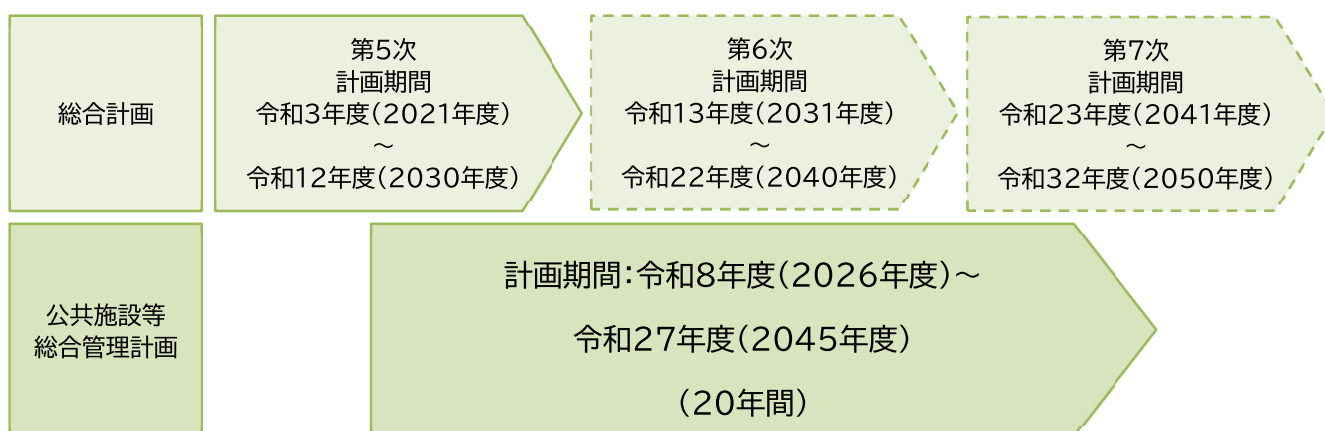 総合計画
第5次
計画期間
令和3年度(2021年度)
~
令和12年度(2030年度)
第6次
計画期間
令和13年度(2031年度)
~
令和22年度(2040年度)
第7次
計画期間
令和23年度(2041年度)
~
令和32年度(2050年度)
公共施設等
総合管理計画
計画期間:令和8年度(2026年度)~
令和27年度(2045年度)
(20年間)